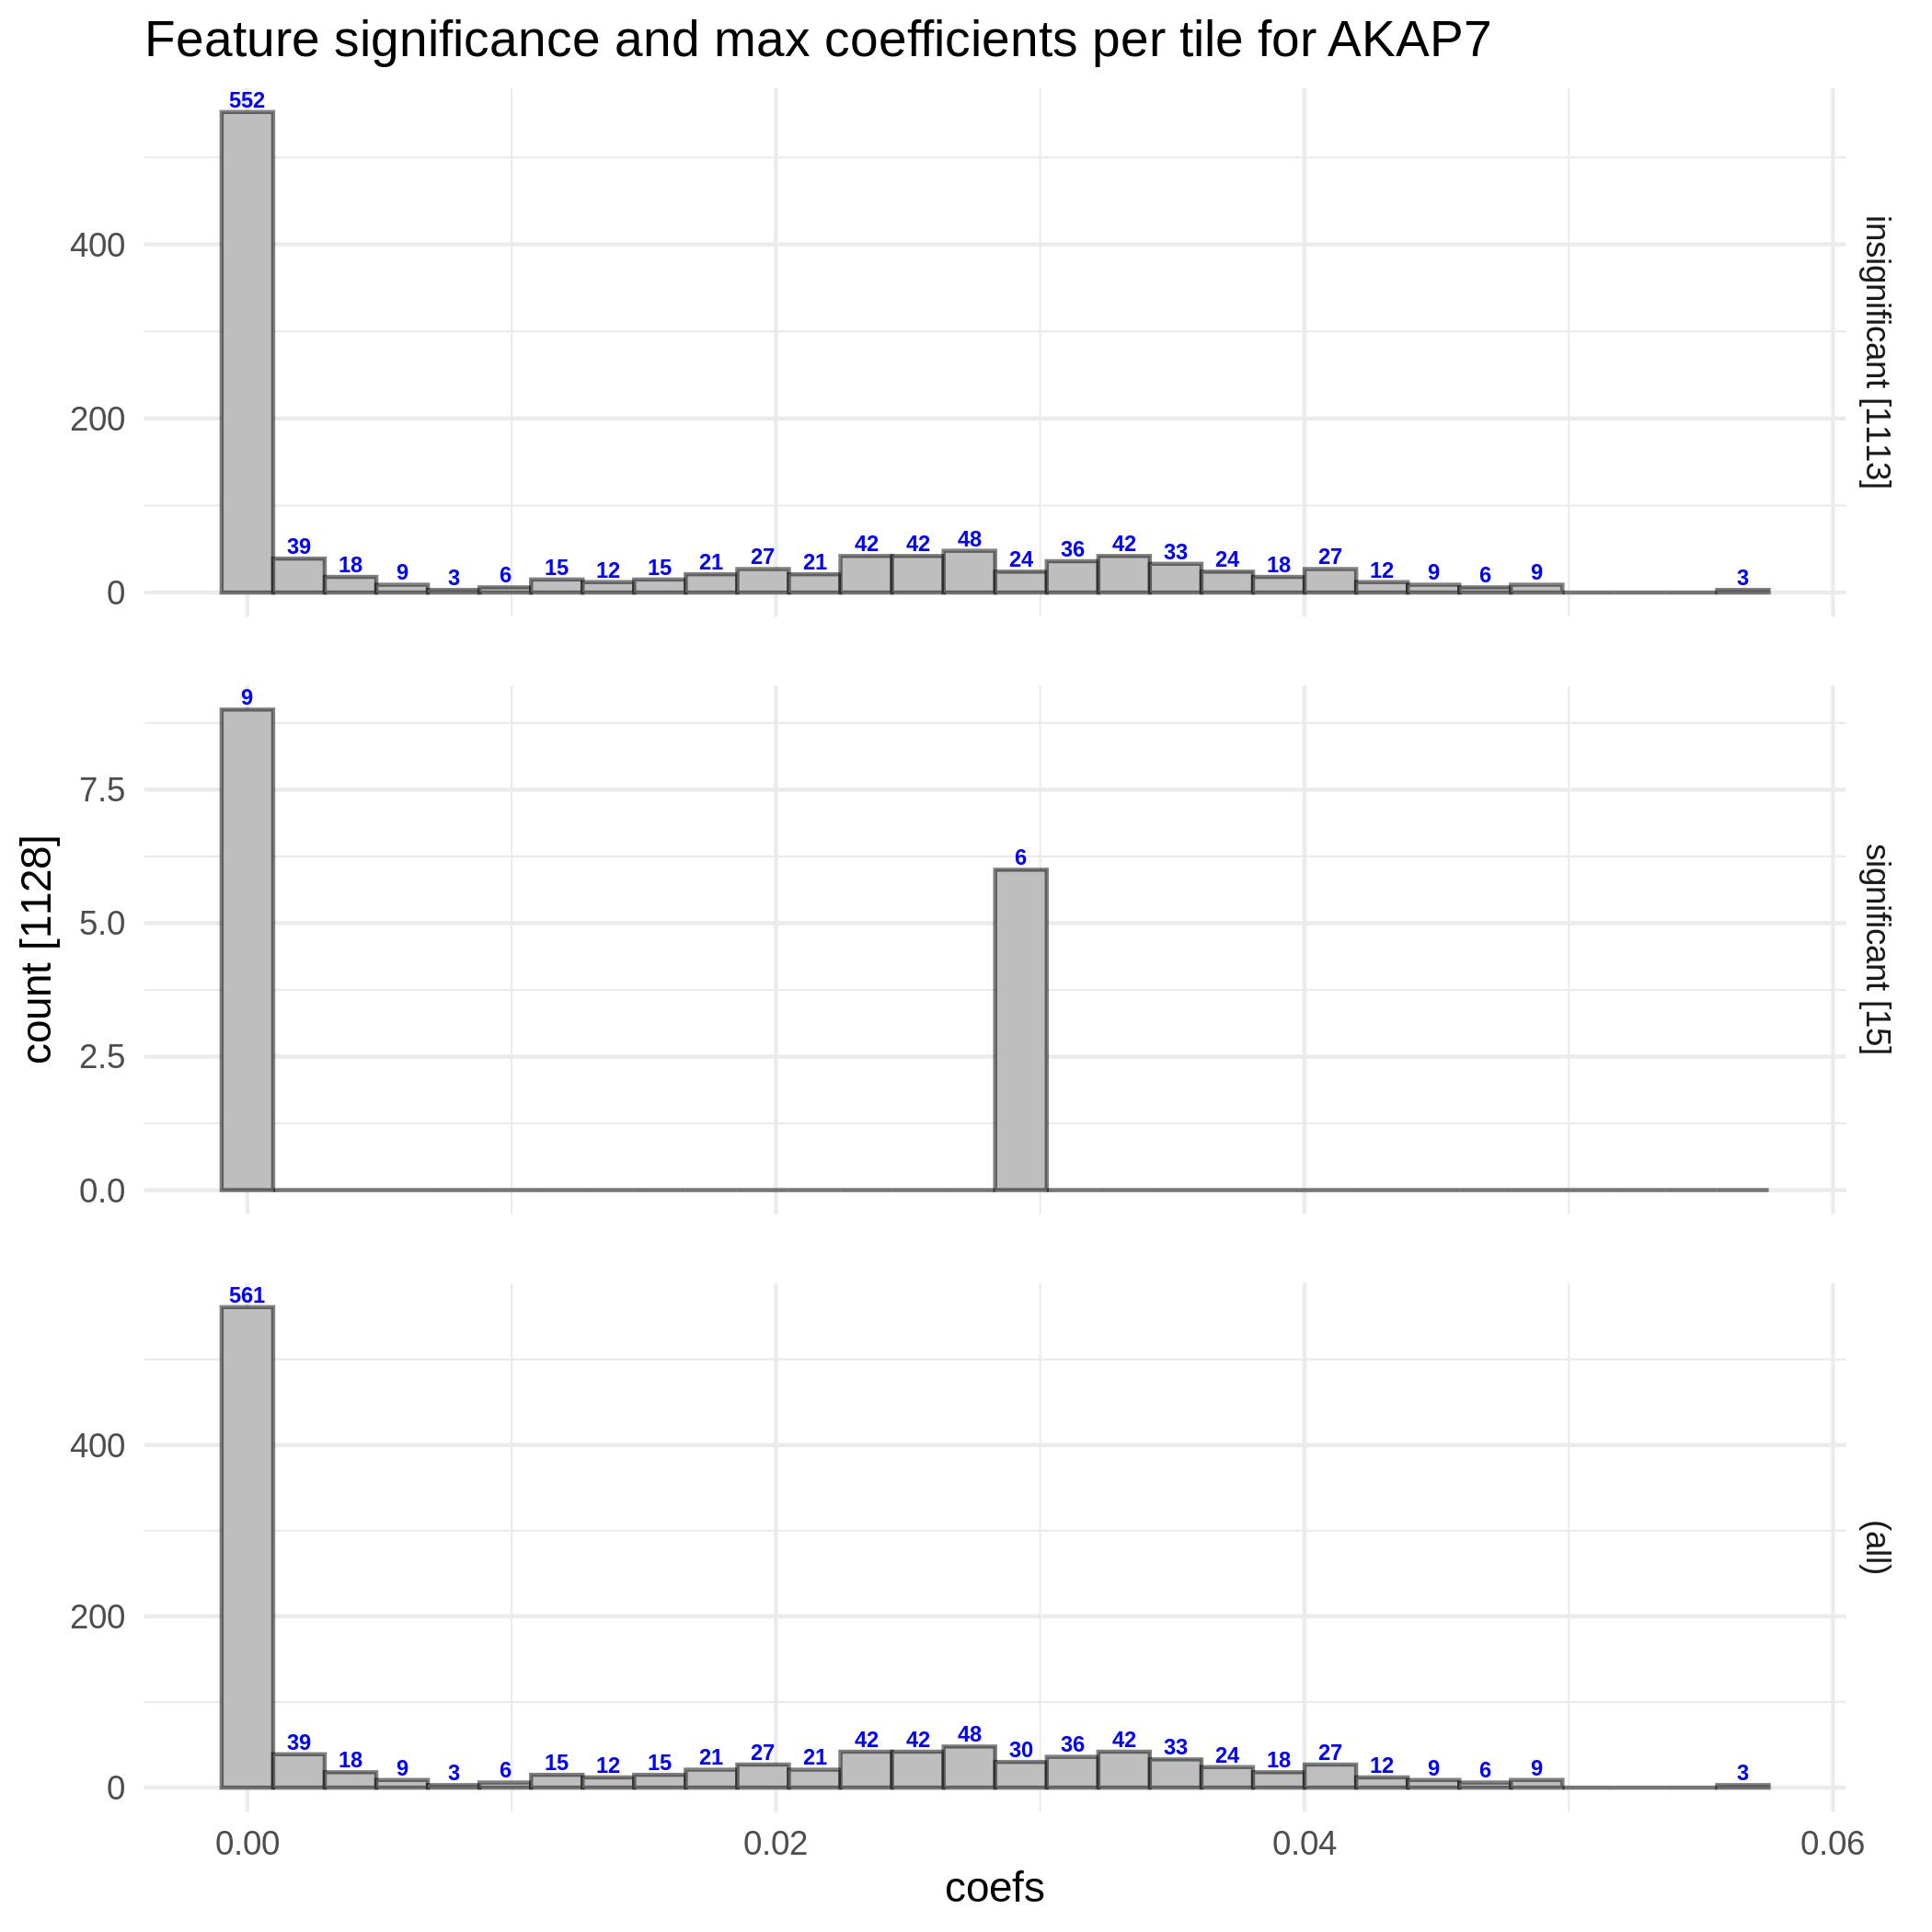 Feature significance and max coefficients per tile for AKAP7
552
400
200
0
39 18 9 3 6 15 12 15 21 27 21 42 42 48 24 36 42 33 24 18 27 12 9 6 9 3
insignificant [1113]
9
7.5
5.0
2.5
0.0
6
significant [15]
count [1128]
561
400
200
0
39 18 9 3 6 15 12 15 21 27 21 42 42 48 30 36 42 33 24 18 27 12 9 6 9 3
(all)
0.00 0.02 0.04 0.06
coefs